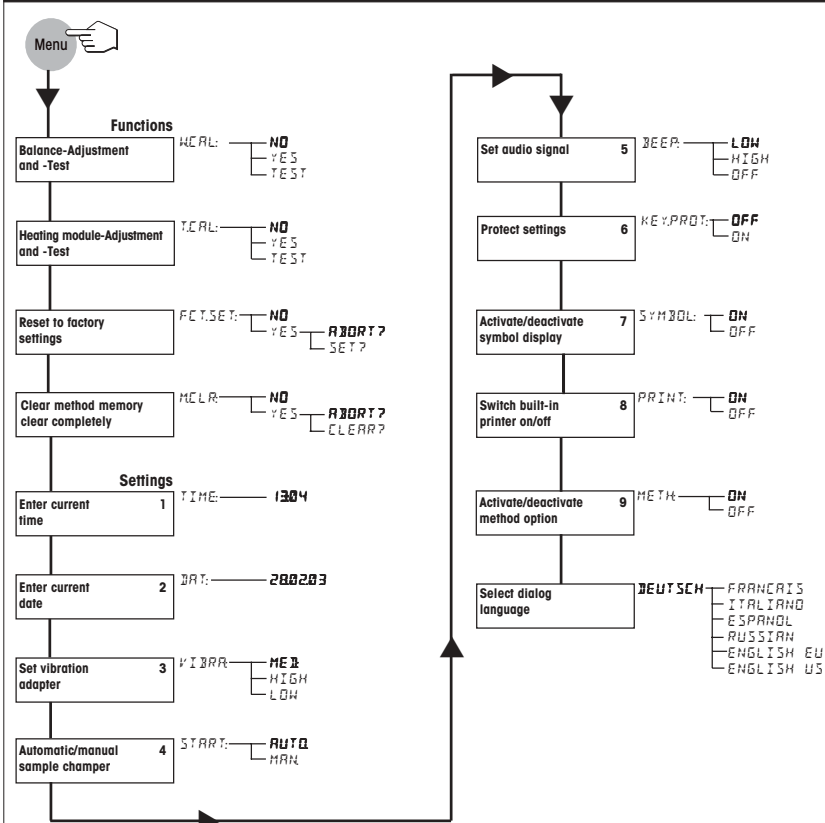 Menu
Functions
Balance-Adjustment
and -Test
W.CAL:
NO
YES
TEST
Heating module-Adjustment
and -Test
T.CAL:
NO
YES
TEST
Reset to factory
settings
FCT.SET:
NO
YES
ABORT?
SET?
Clear method memory
clear completely
M.CLR:
NO
YES
ABORT?
CLEAR?
Settings
Enter current 1
time
TIME:
13.04
Enter current 2
date
DAT:
28.02.03
Set vibration 3
adapter
VIBRA:
MED.
HIGH
LOW
Automatic/manual 4
sample champer
START:
AUTO.
MAN.
Set audio signal 5
BEEP:
LOW
HIGH
OFF
Protect settings 6
KEY.PROT:
OFF
ON
Activate/deactivate 7
symbol display
SYMBOL:
ON
OFF
Switch built-in 8
printer on/off
PRINT:
ON
OFF
Activate/deactivate 9
method option
METH:
ON
OFF
Select dialog
language
DEUTSCH
FRANCAIS
ITALIANO
ESPANOL
RUSSIAN
ENGLISH EU
ENGLISH US